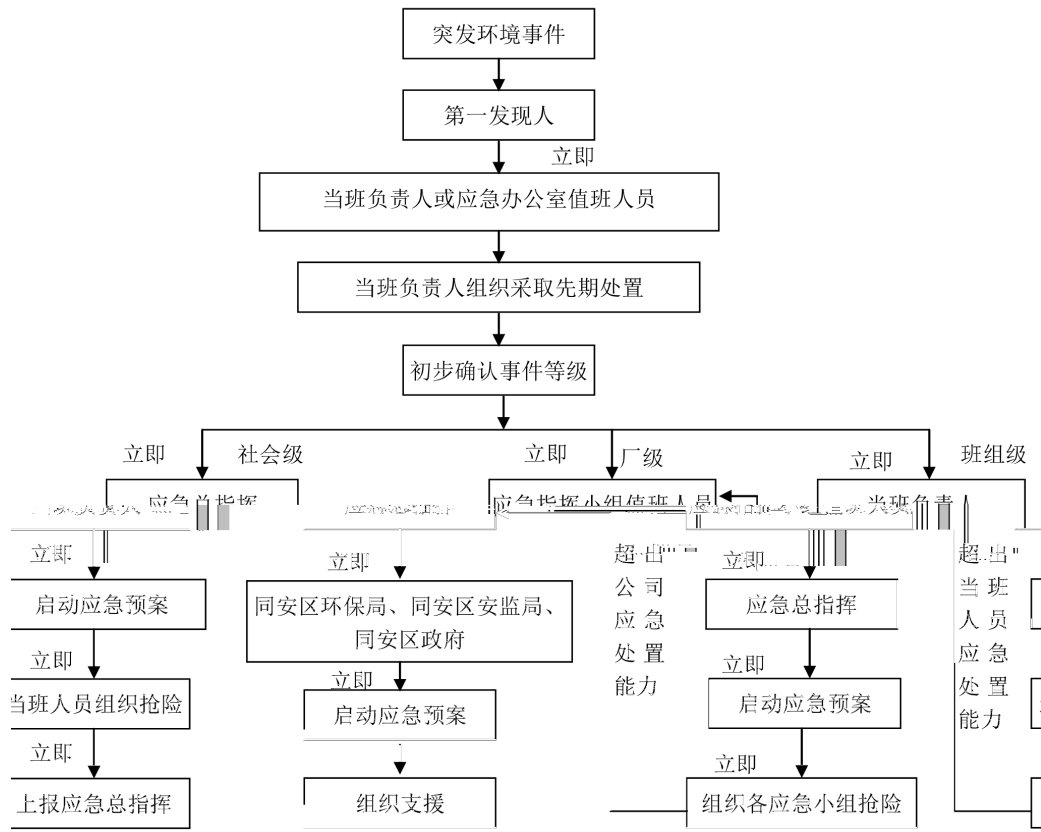 突发环境事件
第一发现人
立即
当班负责人或应急办公室值班人员
当班负责人组织采取先期处置
初步确认事件等级
立即
社会级
立即
厂级
立即
班组级
应急总指挥
应急指挥小组值班人员
当班负责
立即
启动应急预案
立即
当班人员组织抢险
立即
上报应急总指挥
立即
同安区环保局、同安区安监局、
同安区政府
立即
启动应急预案
组织支援
超出
公司
应急
处置
能力
立即
应急总指挥
立即
启动应急预案
立即
组织各应急小组抢险
超出
当班
人员
应急
处置
能力